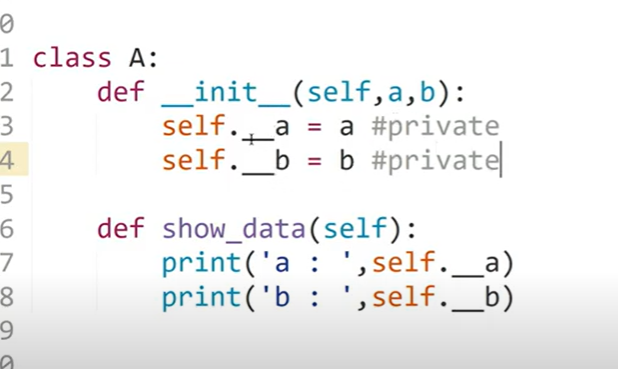 0
1 class A:
2     def __init__(self,a,b):
3         self.__a = a #private
4         self.__b = b #private
5
6     def show_data(self):
7         print('a : ',self.__a)
8         print('b : ',self.__b)
9